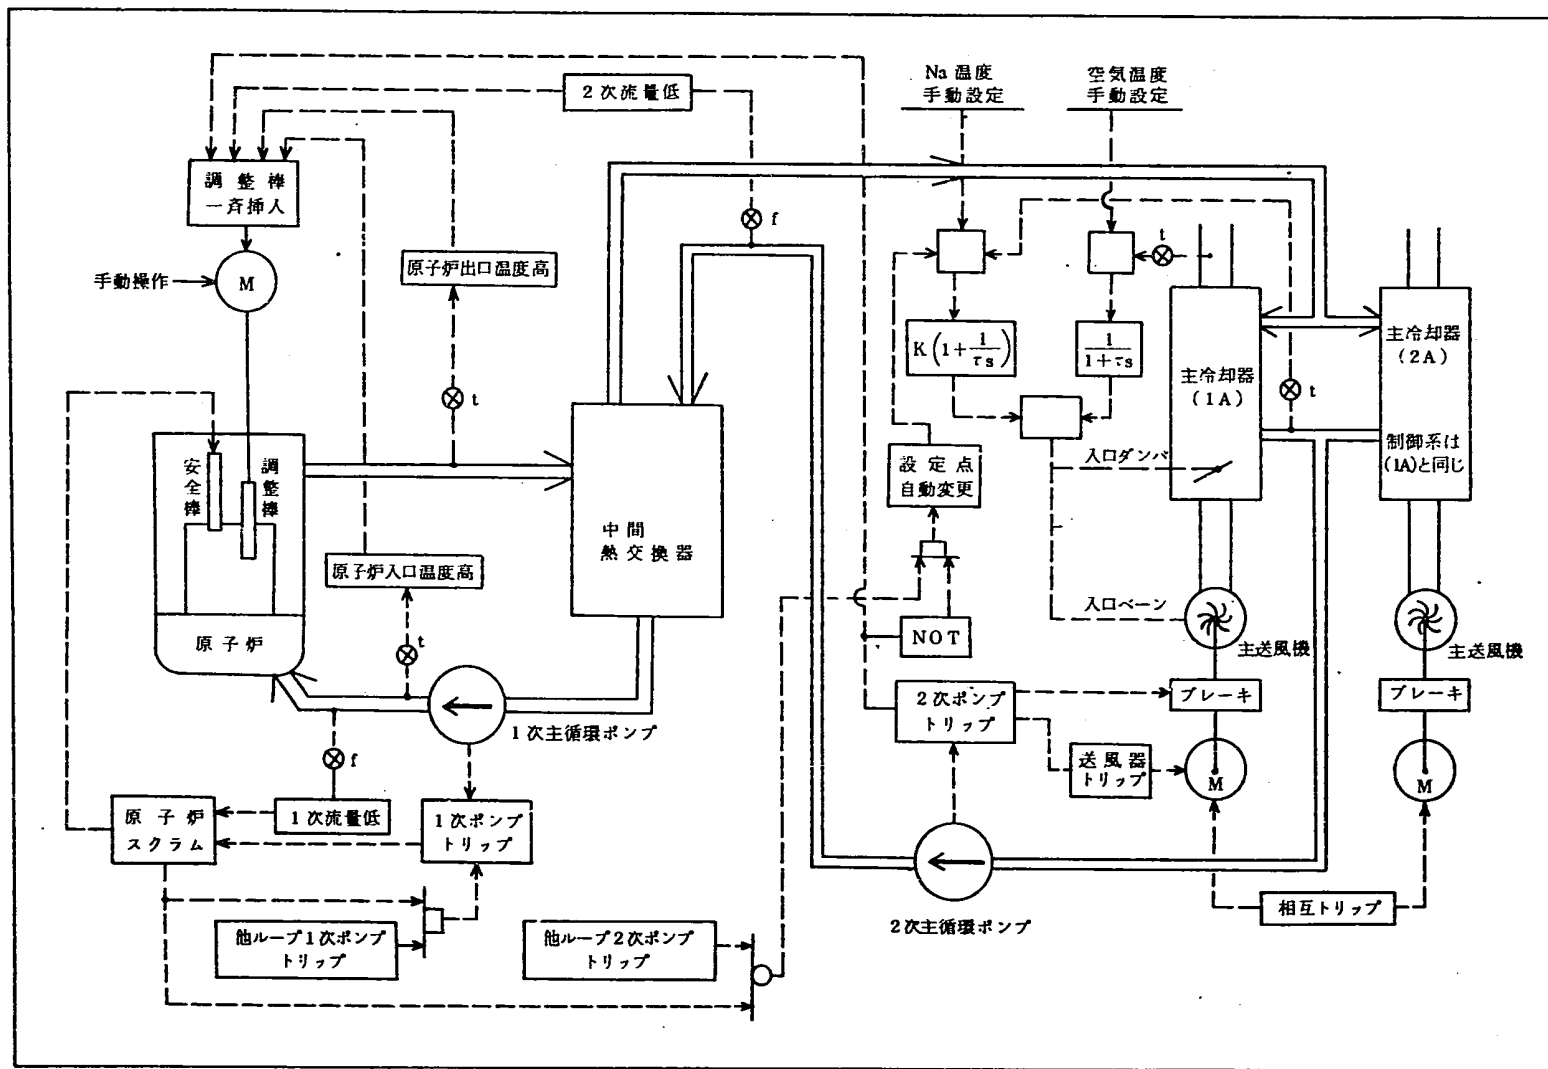 Na 温度
手動設定
空気温度
手動設定
2次流量低
調整棒
一斉挿入
f
t
原子炉出口温度高
手動操作
M
K(1+1/τs)
1/1+τs
主冷却器
(1A)
主冷却器
(2A)
t
t
安全棒
調整棒
設定点
自動変更
入口ダンパ
制御系は
(1A)と同じ
中間
熱交換器
原子炉入口温度高
入口ベーン
NOT
原子炉
t
主送風機
主送風機
2次ポンプ
トリップ
ブレーキ
ブレーキ
1次主循環ポンプ
f
送風器
トリップ
M
M
原子炉
スクラム
1次流量低
1次ポンプ
トリップ
相互トリップ
他ループ1次ポンプ
トリップ
他ループ2次ポンプ
トリップ
2次主循環ポンプ